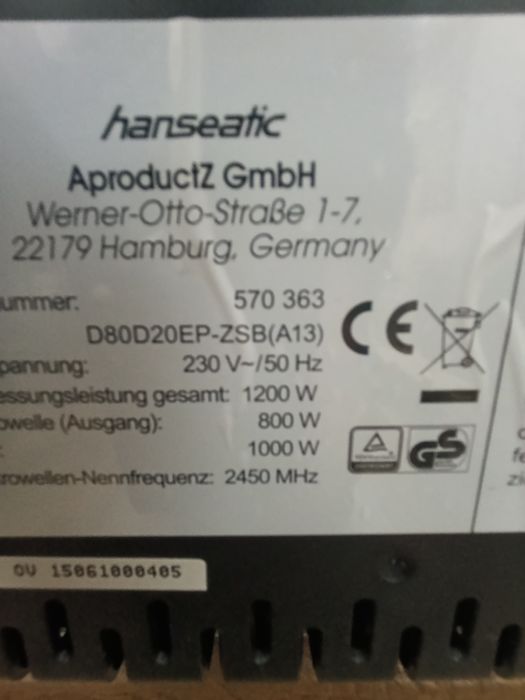 hanseatic
AproductZ GmbH
Werner-Otto-Straße 1-7,
22179 Hamburg, Germany
ummer: 570 363
D80D20EP-ZSB(A13)
pannung: 230 V~/50 Hz
essungsleistung gesamt: 1200 W
owelle (Ausgang): 800 W
: 1000 W
rowellen-Nennfrequenz: 2450 MHz
CE
GS
OV 15061000405